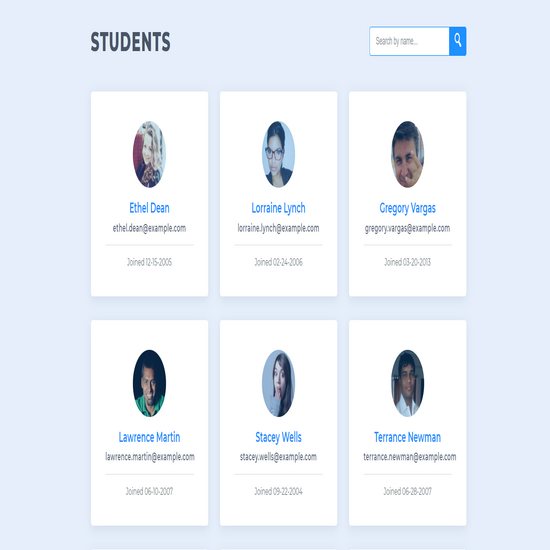 STUDENTS
Search by name...
Ethel Dean
ethel.dean@example.com
Joined 12-15-2005
Lorraine Lynch
lorraine.lynch@example.com
Joined 02-24-2006
Gregory Vargas
gregory.vargas@example.com
Joined 03-20-2013
Lawrence Martin
lawrence.martin@example.com
Joined 06-10-2007
Stacey Wells
stacey.wells@example.com
Joined 09-22-2004
Terrance Newman
terrance.newman@example.com
Joined 06-28-2007